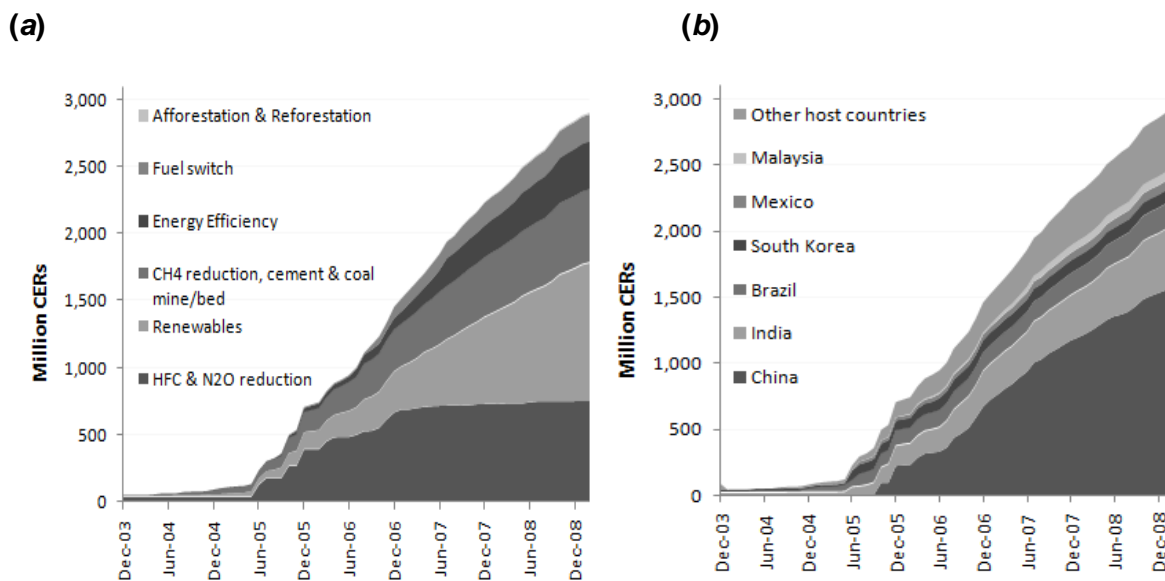 (a)
3,000
2,500
2,000
1,500
1,000
500
0
Million CERs
Afforestation & Reforestation
Fuel switch
Energy Efficiency
CH4 reduction, cement & coal
mine/bed
Renewables
HFC & N2O reduction
Dec-03
Jun-04
Dec-04
Jun-05
Dec-05
Jun-06
Dec-06
Jun-07
Dec-07
Jun-08
Dec-08
(b)
3,000
2,500
2,000
1,500
1,000
500
0
Million CERs
Other host countries
Malaysia
Mexico
South Korea
Brazil
India
China
Dec-03
Jun-04
Dec-04
Jun-05
Dec-05
Jun-06
Dec-06
Jun-07
Dec-07
Jun-08
Dec-08